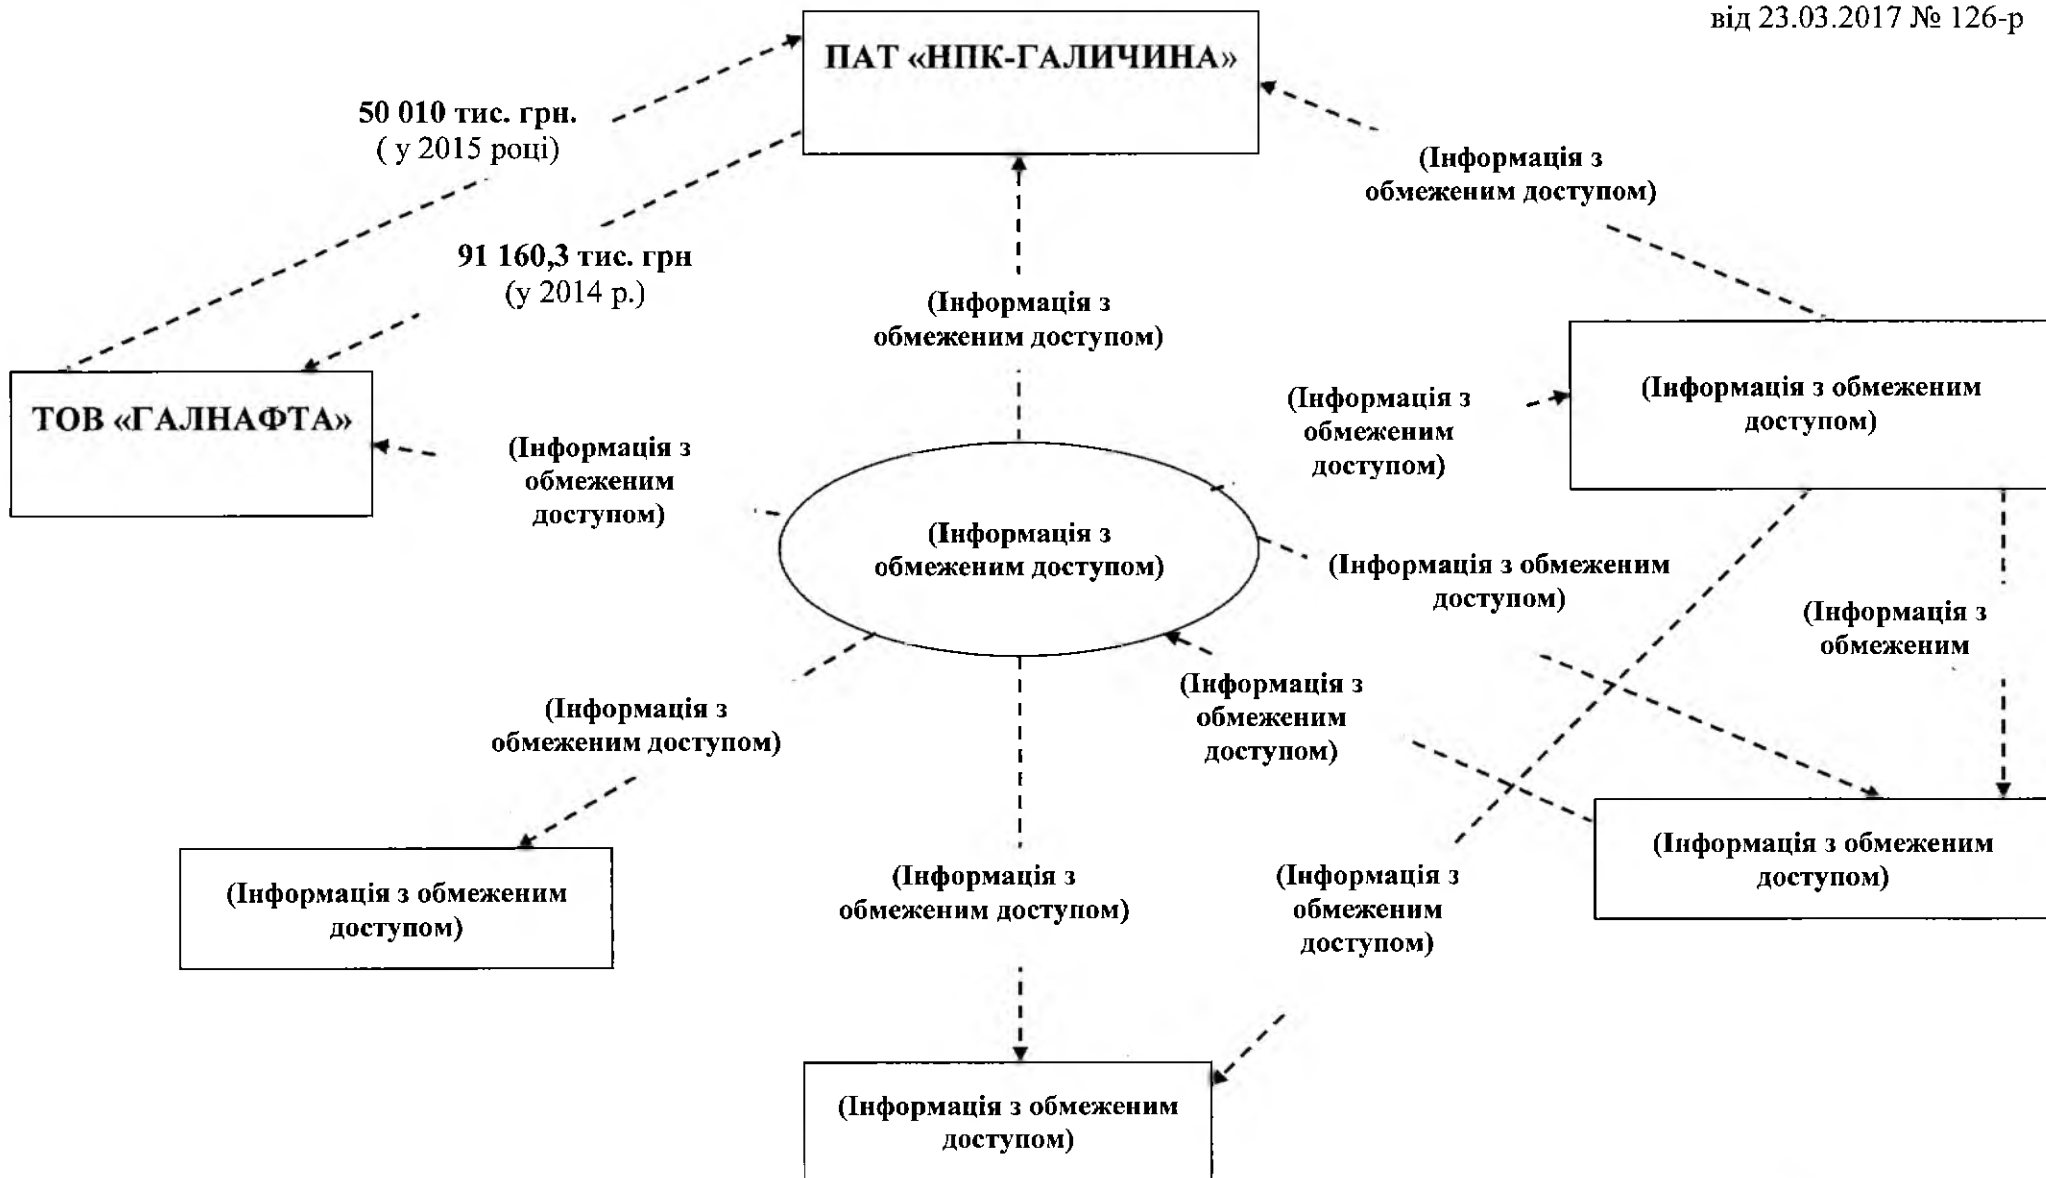 від 23.03.2017 № 126-р
ПАТ «НПК-ГАЛИЧИНА»
50 010 тис. грн.
( у 2015 році)
(Інформація з
обмеженим доступом)
91 160,3 тис. грн
(у 2014 р.)
(Інформація з
обмеженим доступом)
(Інформація з обмеженим
доступом)
(Інформація з
обмеженим
доступом)
ТОВ «ГАЛНАФТА»
(Інформація з
обмеженим
доступом)
(Інформація з
обмеженим доступом)
(Інформація з обмеженим
доступом)
(Інформація з
обмеженим
(Інформація з
обмеженим
доступом)
(Інформація з
обмеженим доступом)
(Інформація з обмеженим
доступом)
(Інформація з обмеженим
доступом)
(Інформація з
обмеженим доступом)
(Інформація з
обмеженим
доступом)
(Інформація з обмеженим
доступом)